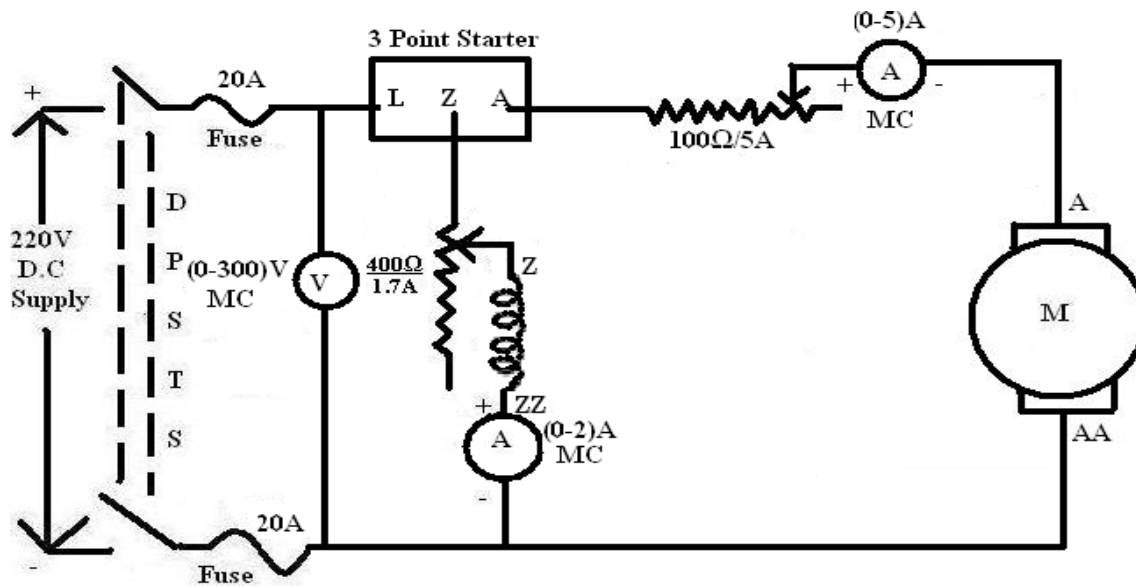 (0-5)A
3 Point Starter
20A
Fuse
+
L Z A
+ A -
MC
100Ω/5A
220V
D.C
Supply
D
P
S
T
S
(0-300)V
MC
V
400Ω
1.7A
Z
A
M
AA
+ ZZ
A
(0-2)A
MC
-
20A
Fuse
-